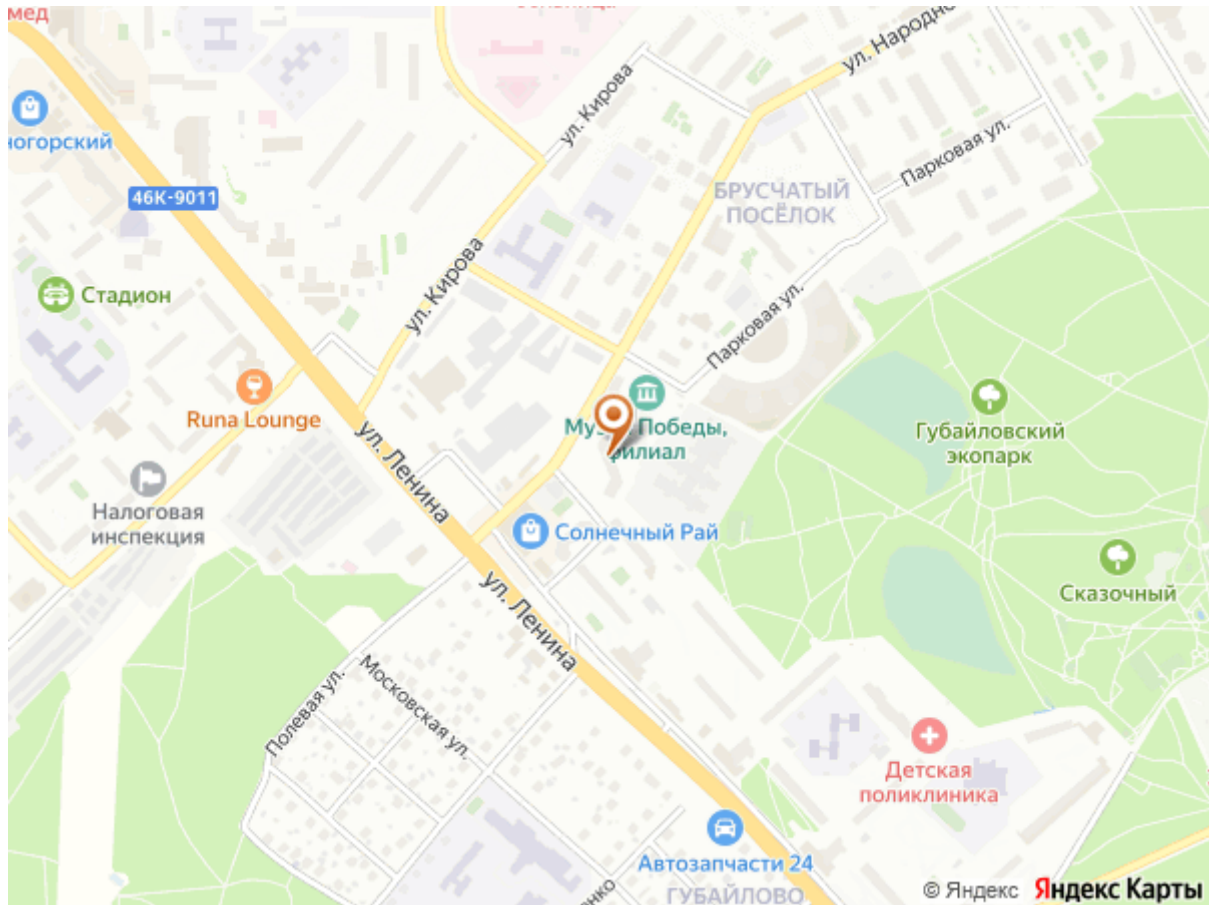 мед
ул. Народно
ул. Кирова
ногорский
Парковая ул.
46К-9011
БРУСЧАТЫЙ
ПОСЁЛОК
ул. Кирова
Стадион
Парковая ул.
Runa Lounge
Победы,
Губайловский
экопарк
ул. Ленина
Налоговая
инспекция
Солнечный Рай
Сказочный
ул. Ленина
Московская ул.
Полевая ул.
Детская
поликлиника
Автозапчасти 24
ГУБАЙЛОВО
© Яндекс Яндекс Карты